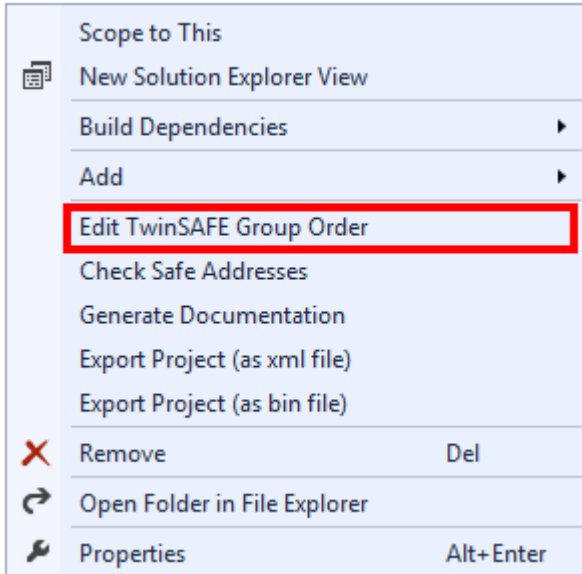 Scope to This
New Solution Explorer View
Build Dependencies
Add
Edit TwinSAFE Group Order
Check Safe Addresses
Generate Documentation
Export Project (as xml file)
Export Project (as bin file)
Remove Del
Open Folder in File Explorer
Properties Alt+Enter